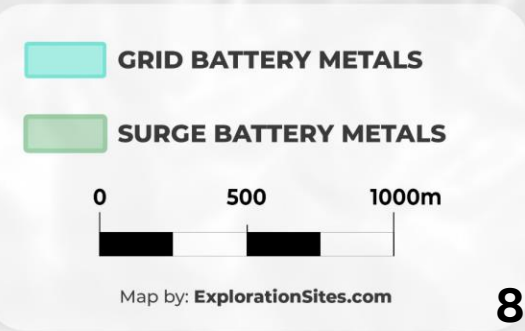 GRID BATTERY METALS
SURGE BATTERY METALS
0 500 1000m
Map by: ExplorationSites.com
8